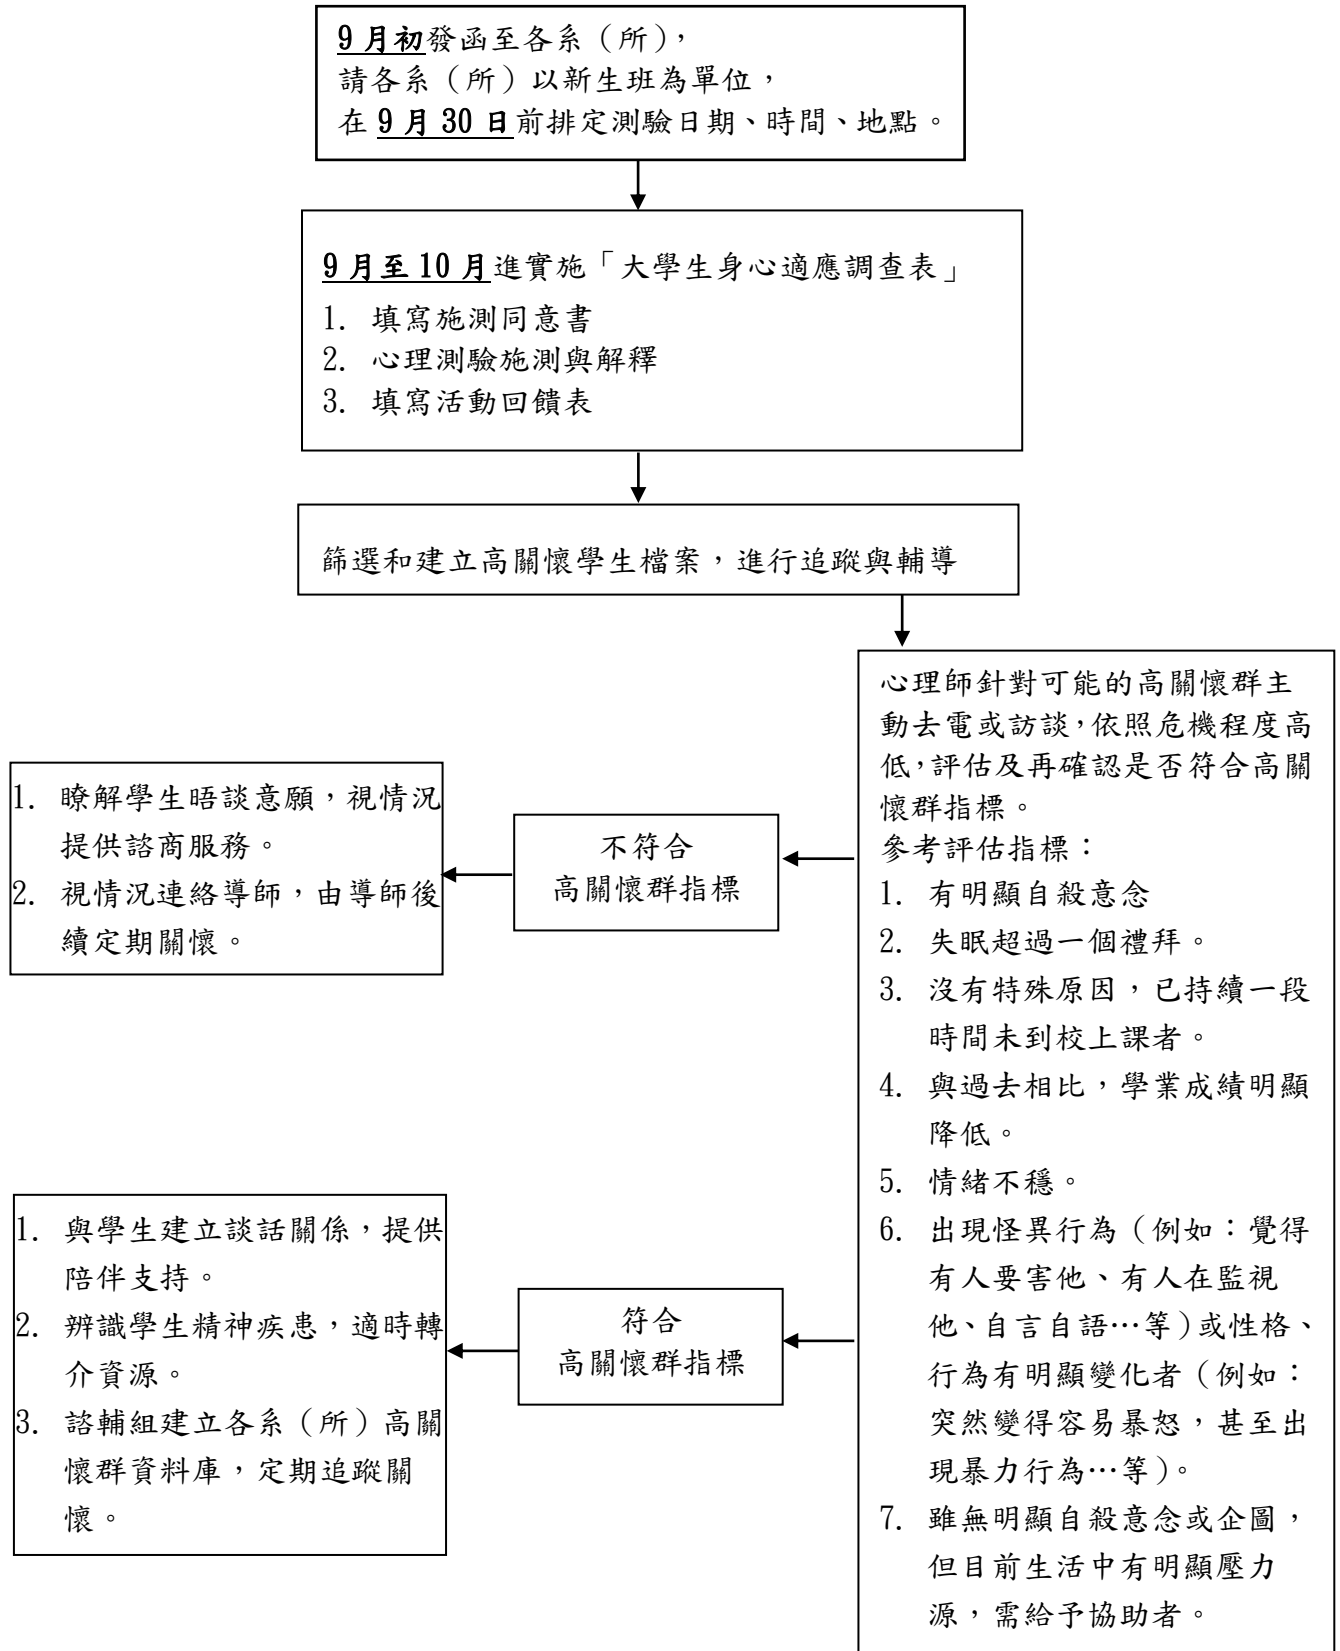 9 月初發函至各系（所），
請各系（所）以新生班為單位，
在 9 月 30 日前排定測驗日期、時間、地點。
9 月至 10 月進實施「大學生身心適應調查表」
1. 填寫施測同意書
2. 心理測驗施測與解釋
3. 填寫活動回饋表
篩選和建立高關懷學生檔案，進行追蹤與輔導
心理師針對可能的高關懷群主
動去電或訪談，依照危機程度高
低，評估及再確認是否符合高關
懷群指標。
參考評估指標：
1. 有明顯自殺意念
2. 失眠超過一個禮拜。
3. 沒有特殊原因，已持續一段
時間未到校上課者。
4. 與過去相比，學業成績明顯
降低。
5. 情緒不穩。
6. 出現怪異行為（例如：覺得
有人要害他、有人在監視
他、自言自語…等）或性格、
行為有明顯變化者（例如：
突然變得容易暴怒，甚至出
現暴力行為…等）。
7. 雖無明顯自殺意念或企圖，
但目前生活中有明顯壓力
源，需給予協助者。
不符合
高關懷群指標
1. 瞭解學生晤談意願，視情況
提供諮商服務。
2. 視情況連絡導師，由導師後
續定期關懷。
符合
高關懷群指標
1. 與學生建立談話關係，提供
陪伴支持。
2. 辨識學生精神疾患，適時轉
介資源。
3. 諮輔組建立各系（所）高關
懷群資料庫，定期追蹤關
懷。